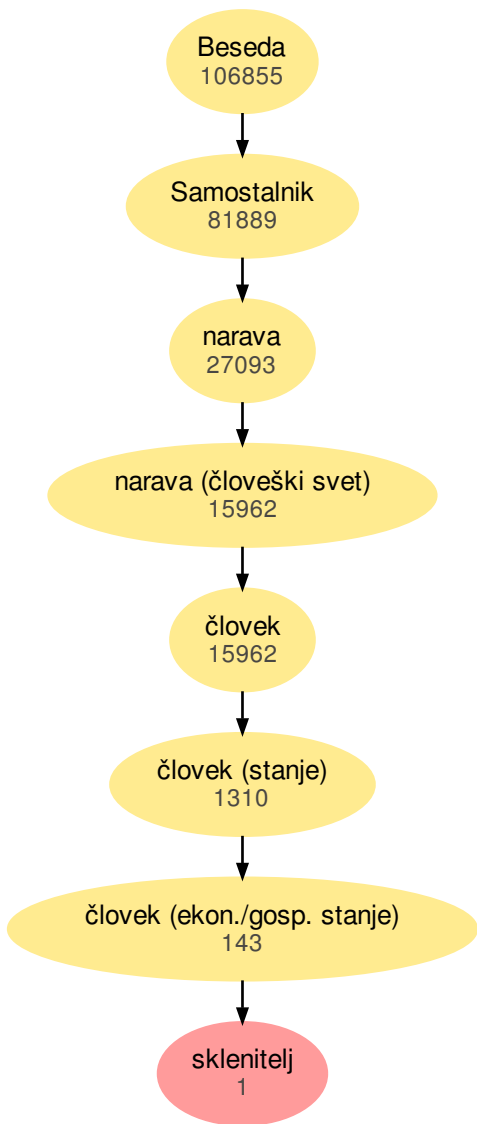 Beseda
106855
Samostalnik
81889
narava
27093
narava (človeški svet)
15962
človek
15962
človek (stanje)
1310
človek (ekon./gosp. stanje)
143
sklenitelj
1